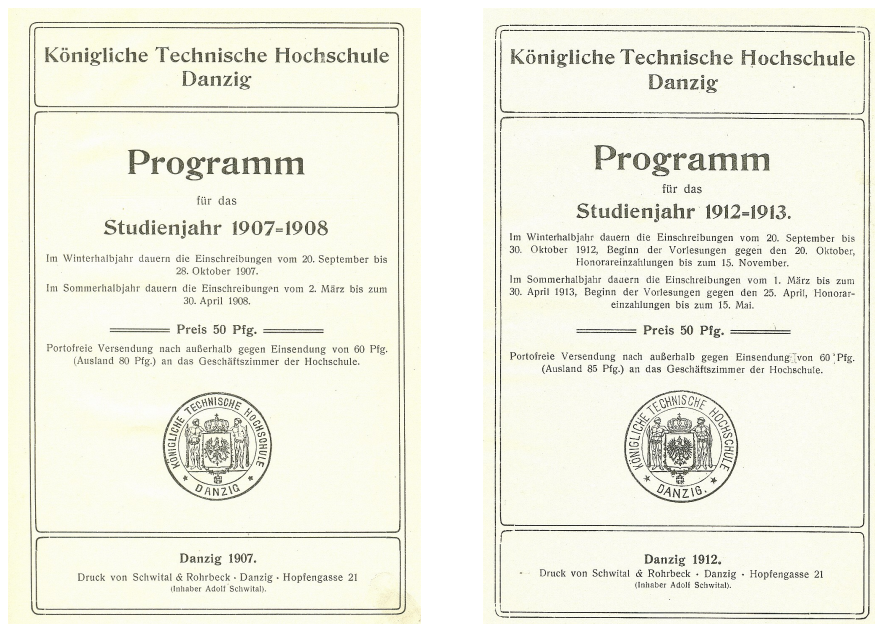 Königliche Technische Hochschule
Danzig
Programm
für das
Studienjahr 1907-1908
Im Winterhalbjahr dauern die Einschreibungen vom 20. September bis
28. Oktober 1907.
Im Sommerhalbjahr dauern die Einschreibungen vom 2. März bis zum
30. April 1908.
Preis 50 Pfg.
Portofreie Versendung nach außerhalb gegen Einsendung von 60 Pfg.
(Ausland 80 Pfg.) an das Geschäftszimmer der Hochschule.
KÖNIGLICHE TECHNISCHE HOCHSCHULE
* DANZIG *
Danzig 1907.
Druck von Schwital & Rohrbeck · Danzig · Hopfengasse 21
(Inhaber Adolf Schwital).
Königliche Technische Hochschule
Danzig
Programm
für das
Studienjahr 1912-1913.
Im Winterhalbjahr dauern die Einschreibungen vom 20. September bis
30. Oktober 1912, Beginn der Vorlesungen gegen den 20. Oktober,
Honorareinzahlungen bis zum 15. November.
Im Sommerhalbjahr dauern die Einschreibungen vom 1. März bis zum
30. April 1913, Beginn der Vorlesungen gegen den 25. April, Honorar-
einzahlungen bis zum 15. Mai.
Preis 50 Pfg.
Portofreie Versendung nach außerhalb gegen Einsendung von 60 Pfg.
(Ausland 85 Pfg.) an das Geschäftszimmer der Hochschule.
KÖNIGLICHE TECHNISCHE HOCHSCHULE
* DANZIG. *
Danzig 1912.
Druck von Schwital & Rohrbeck · Danzig · Hopfengasse 21
(Inhaber Adolf Schwital).